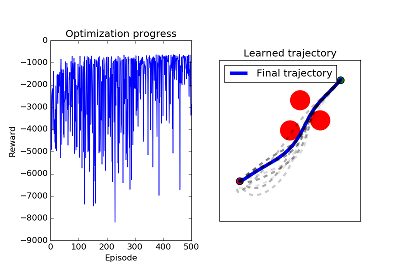 Optimization progress
0
−1000
−2000
−3000
−4000
−5000
−6000
−7000
−8000
−9000
Reward
0 100 200 300 400 500
Episode
Learned trajectory
Final trajectory